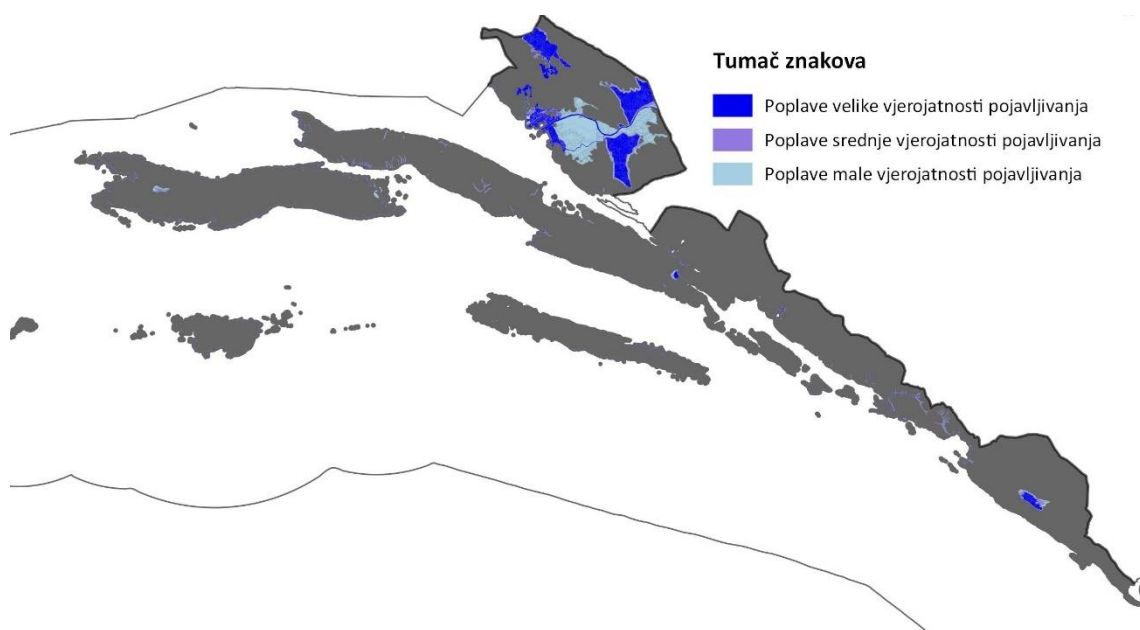 Tumač znakova
Poplave velike vjerojatnosti pojavljivanja
Poplave srednje vjerojatnosti pojavljivanja
Poplave male vjerojatnosti pojavljivanja